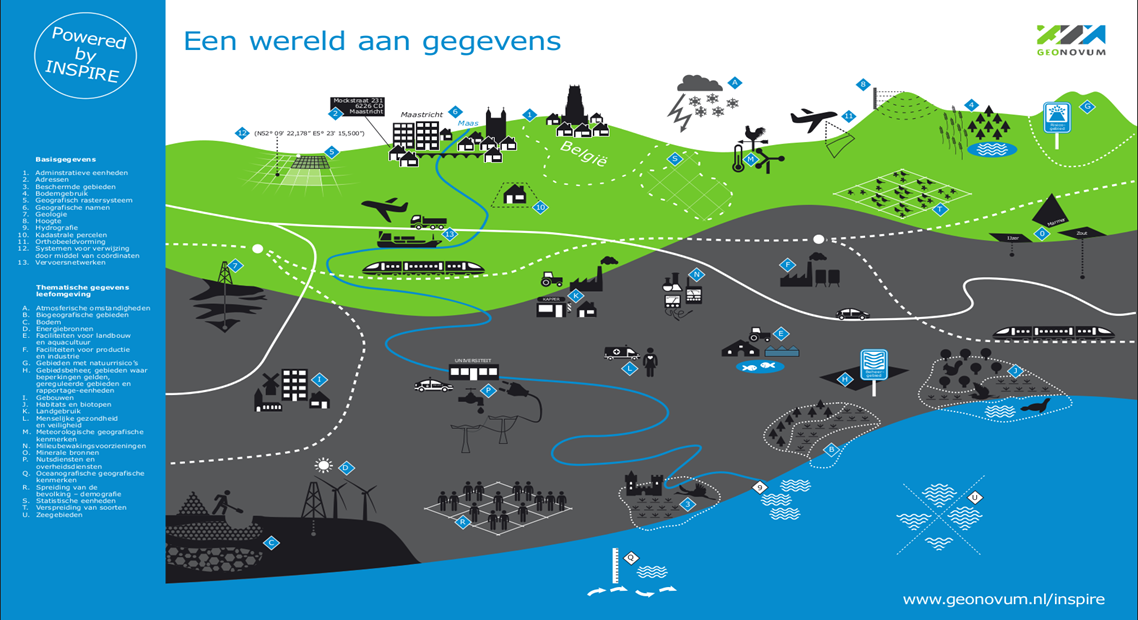 Powered
by
INSPIRE
Een wereld aan gegevens
GEONOVUM
Basisgegevens
1. Adminstratieve eenheden
2. Adressen
3. Beschermde gebieden
4. Bodemgebruik
5. Geografisch rastersysteem
6. Geografische namen
7. Geologie
8. Hoogte
9. Hydrografie
10. Kadastrale percelen
11. Orthobeeldvorming
12. Systemen voor verwijzing
door middel van coördinaten
13. Vervoersnetwerken
Thematische gegevens
leefomgeving
A. Atmosferische omstandigheden
B. Biogeografische gebieden
C. Bodem
D. Energiebronnen
E. Faciliteiten voor landbouw
en aquacultuur
F. Faciliteiten voor productie
en industrie
G. Gebieden met natuurrisico's
H. Gebiedsbeheer, gebieden waar
beperkingen gelden,
gereguleerde gebieden en
rapportage-eenheden
I. Gebouwen
J. Habitats en biotopen
K. Landgebruik
L. Menselijke gezondheid
en veiligheid
M. Meteorologische geografische
kenmerken
N. Milieubewakingsvoorzieningen
O. Minerale bronnen
P. Nutsdiensten en
overheidsdiensten
Q. Oceanografische geografische
kenmerken
R. Spreiding van de
bevolking – demografie
S. Statistische eenheden
T. Verspreiding van soorten
U. Zeegebieden
A
8
Mockstraat 231
6226 CD
Maastricht
2
Maastricht
6
Maas
1
4
G
11
12
(N52° 09' 22,178" E5° 23' 15,500")
5
België
S
M
10
T
13
Marmer
IJzer
O
Zout
7
N
F
KAPPER
K
E
UNIVERSITEIT
L
I
P
H
J
B
D
9
U
3
R
C
Q
www.geonovum.nl/inspire